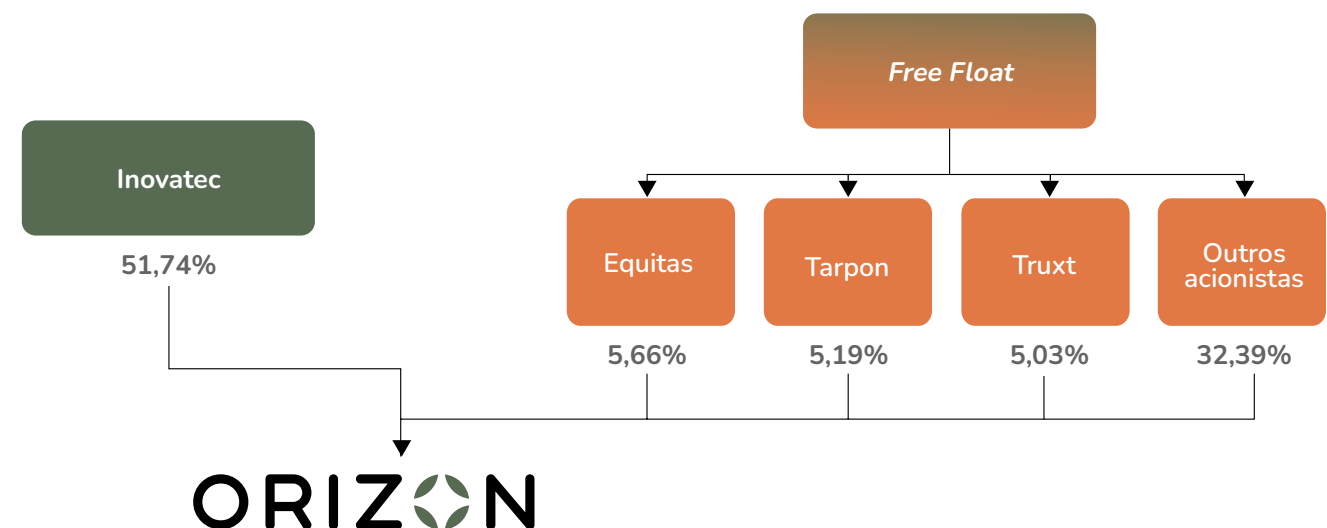 Free Float
Inovatec
51,74%
Equitas
Tarpon
Truxt
Outros
acionistas
5,66%
5,19%
5,03%
32,39%
ORIZON